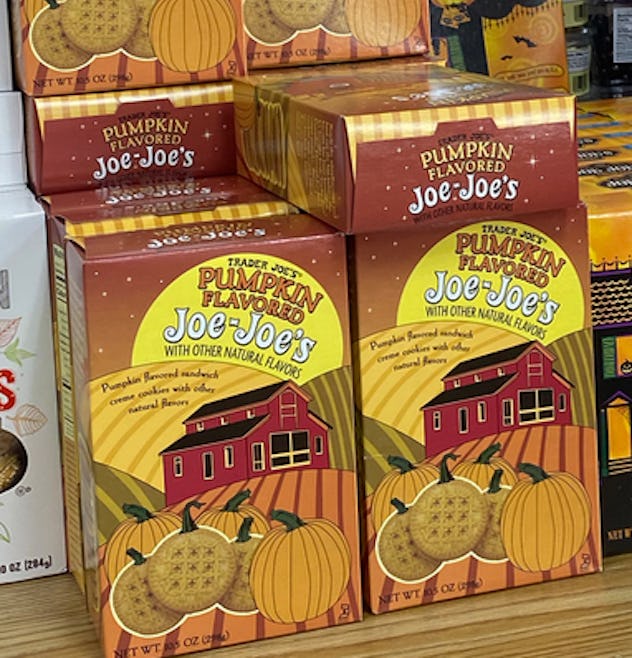 NET WT 10.5 OZ (298g)
NET WT 10.5 OZ (298g)
TRADER JOE'S
PUMPKIN
FLAVORED
Joe-Joe's
TRADER JOE'S
PUMPKIN
FLAVORED
Joe-Joe's
WITH OTHER NATURAL FLAVORS
TRADER JOE'S
PUMPKIN
FLAVORED
Joe-Joe's
WITH OTHER NATURAL FLAVORS
Pumpkin flavored sandwich
creme cookies with other
natural flavors
NET WT 10.5 OZ (298g)
TRADER JOE'S
PUMPKIN
FLAVORED
Joe-Joe's
WITH OTHER NATURAL FLAVORS
Pumpkin flavored sandwich
creme cookies with other
natural flavors
NET WT 10.5 OZ (298g)
0 OZ (284g)
NET W